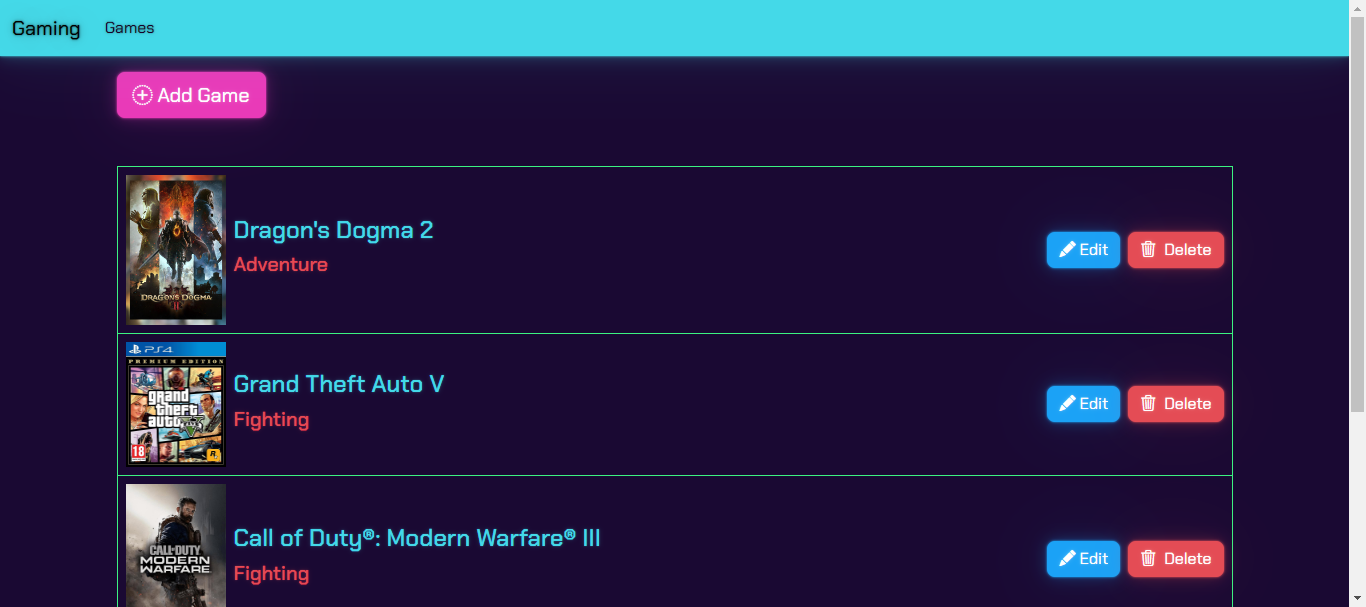 Gaming Games
Add Game
DRAGON'S DOGMA
II
Dragon's Dogma 2
Adventure
Edit Delete
PS4
PREMIUM EDITION
grand
theft
auto
V
18
R
Grand Theft Auto V
Fighting
Edit Delete
CALL OF DUTY
MODERN
WARFARE
Call of Duty®: Modern Warfare® III
Fighting
Edit Delete